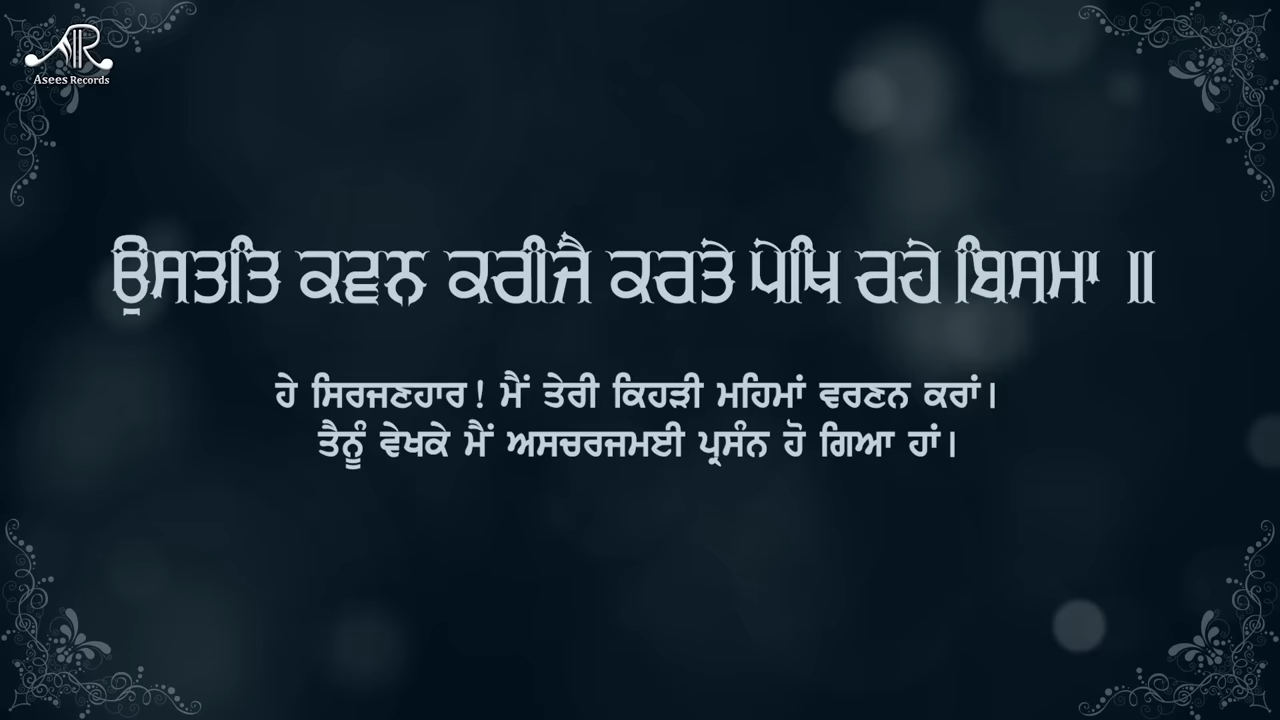 Asees Records
ਉਸਤਤਿ ਕਵਨ ਕਰੀਜੈ ਕਰਤੇ ਪੇਖਿ ਰਹੇ ਬਿਸਮਾ ॥
ਹੇ ਸਿਰਜਣਹਾਰ! ਮੈਂ ਤੇਰੀ ਕਿਹੜੀ ਮਹਿਮਾਂ ਵਰਣਨ ਕਰਾਂ।
ਤੈਨੂੰ ਵੇਖਕੇ ਮੈਂ ਅਸਚਰਜਮਈ ਪ੍ਰਸੰਨ ਹੋ ਗਿਆ ਹਾਂ।